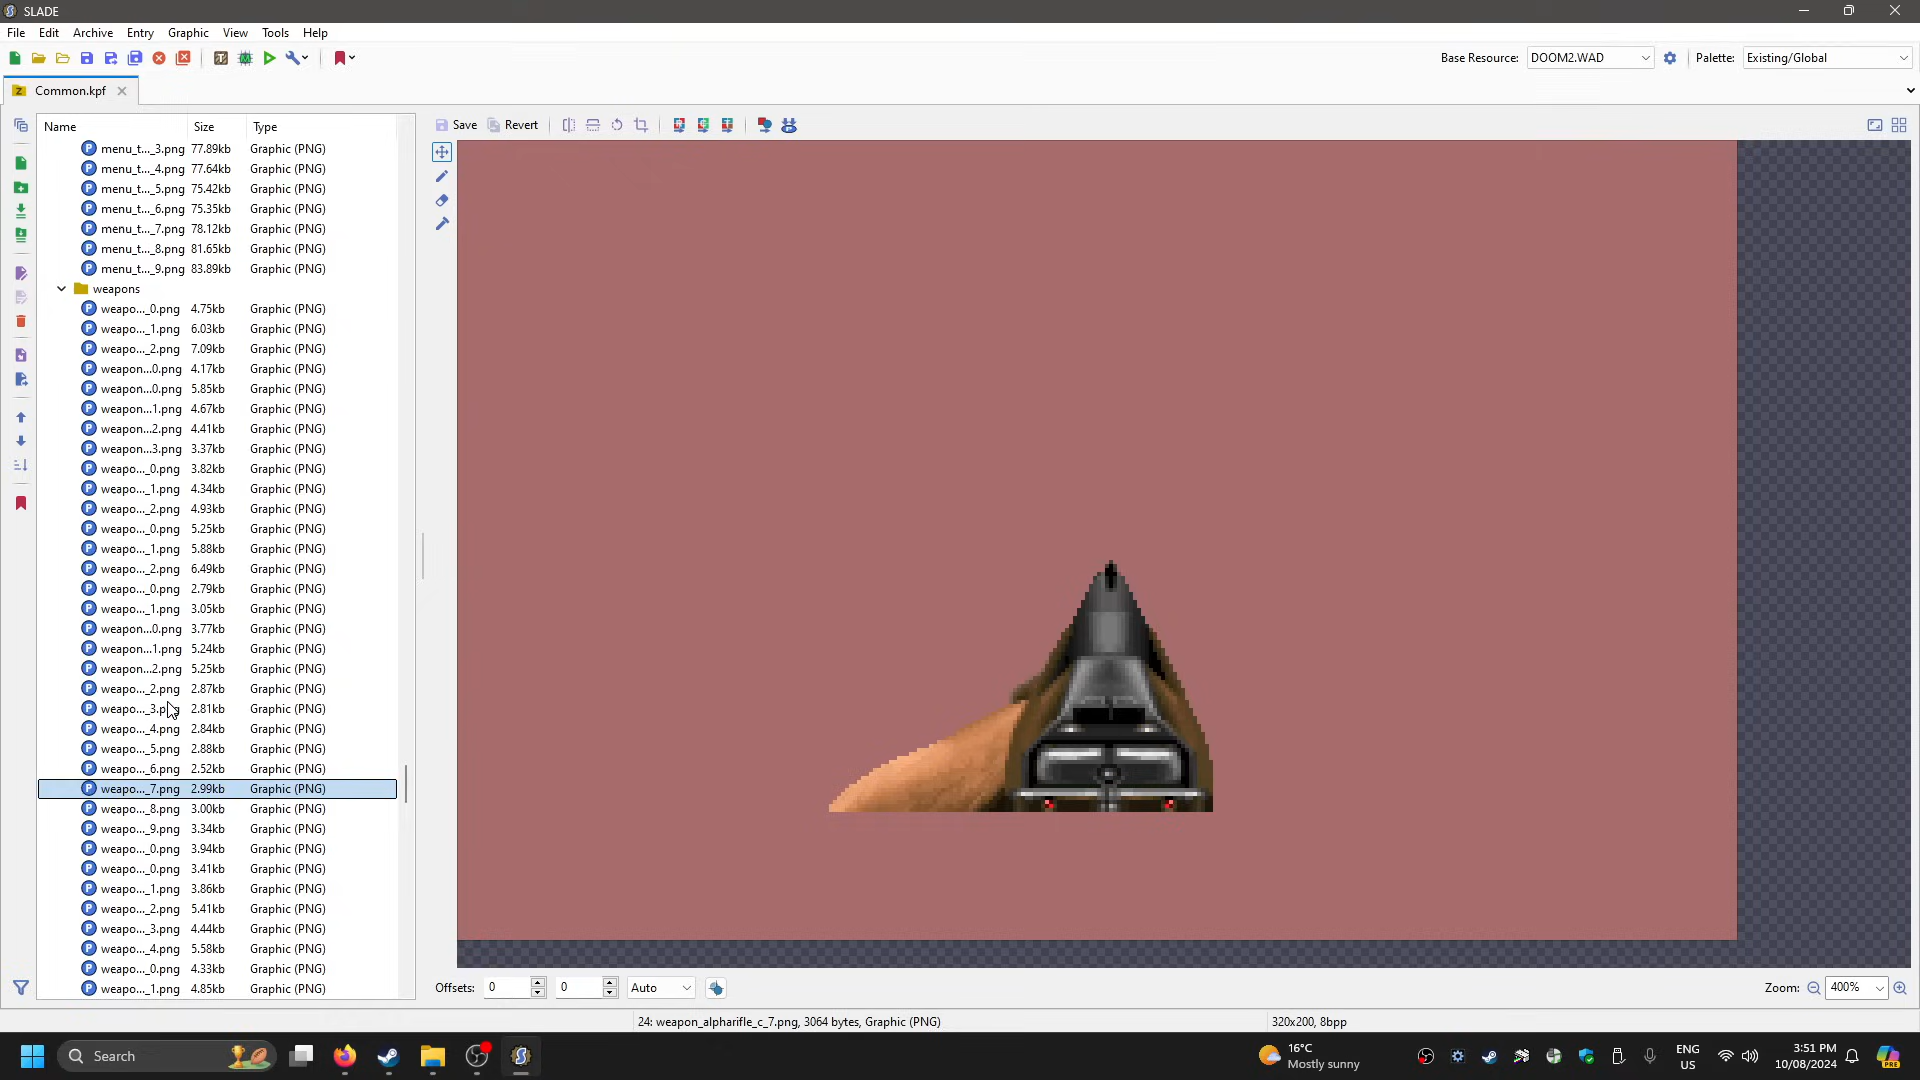 SLADE
File Edit Archive Entry Graphic View Tools Help
Base Resource: DOOM2.WAD Palette: Existing/Global
Common.kpf
Name Size Type
Save Revert
menu_t..._3.png 77.89kb Graphic (PNG)
menu_t..._4.png 77.64kb Graphic (PNG)
menu_t..._5.png 75.42kb Graphic (PNG)
menu_t..._6.png 75.35kb Graphic (PNG)
menu_t..._7.png 78.12kb Graphic (PNG)
menu_t..._8.png 81.65kb Graphic (PNG)
menu_t..._9.png 83.89kb Graphic (PNG)
weapons
weapo..._0.png 4.75kb Graphic (PNG)
weapo..._1.png 6.03kb Graphic (PNG)
weapo..._2.png 7.09kb Graphic (PNG)
weapon...0.png 4.17kb Graphic (PNG)
weapon...0.png 5.85kb Graphic (PNG)
weapon...1.png 4.67kb Graphic (PNG)
weapon...2.png 4.41kb Graphic (PNG)
weapon...3.png 3.37kb Graphic (PNG)
weapo..._0.png 3.82kb Graphic (PNG)
weapo..._1.png 4.34kb Graphic (PNG)
weapo..._2.png 4.93kb Graphic (PNG)
weapo..._0.png 5.25kb Graphic (PNG)
weapo..._1.png 5.88kb Graphic (PNG)
weapo..._2.png 6.49kb Graphic (PNG)
weapo..._0.png 2.79kb Graphic (PNG)
weapo..._1.png 3.05kb Graphic (PNG)
weapon...0.png 3.77kb Graphic (PNG)
weapon...1.png 5.24kb Graphic (PNG)
weapon...2.png 5.25kb Graphic (PNG)
weapo..._2.png 2.87kb Graphic (PNG)
weapo..._3.png 2.81kb Graphic (PNG)
weapo..._4.png 2.84kb Graphic (PNG)
weapo..._5.png 2.88kb Graphic (PNG)
weapo..._6.png 2.52kb Graphic (PNG)
weapo..._7.png 2.99kb Graphic (PNG)
weapo..._8.png 3.00kb Graphic (PNG)
weapo..._9.png 3.34kb Graphic (PNG)
weapo..._0.png 3.94kb Graphic (PNG)
weapo..._0.png 3.41kb Graphic (PNG)
weapo..._1.png 3.86kb Graphic (PNG)
weapo..._2.png 5.41kb Graphic (PNG)
weapo..._3.png 4.44kb Graphic (PNG)
weapo..._4.png 5.58kb Graphic (PNG)
weapo..._0.png 4.33kb Graphic (PNG)
weapo..._1.png 4.85kb Graphic (PNG)
Offsets: 0 0 Auto Zoom: 400%
24: weapon_alpharifle_c_7.png, 3064 bytes, Graphic (PNG) 320x200, 8bpp
Search
16°C
Mostly sunny
ENG
US
3:51 PM
10/08/2024
PRE